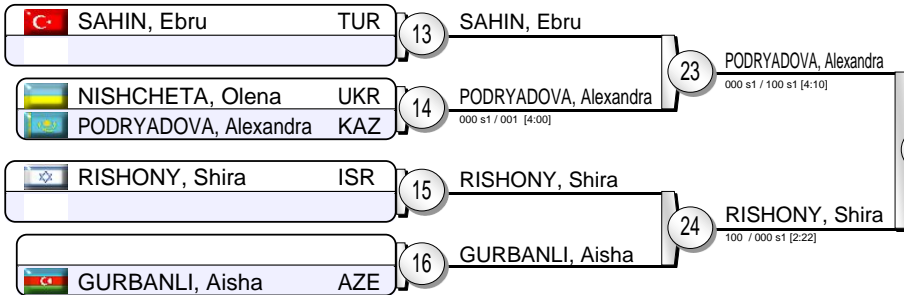 SAHIN, Ebru TUR
13
SAHIN, Ebru
NISHCHETA, Olena UKR
PODRYADOVA, Alexandra KAZ
14
PODRYADOVA, Alexandra
000 s1 / 001 [4:00]
23
PODRYADOVA, Alexandra
000 s1 / 100 s1 [4:10]
RISHONY, Shira ISR
15
RISHONY, Shira
GURBANLI, Aisha AZE
16
GURBANLI, Aisha
24
RISHONY, Shira
100 / 000 s1 [2:22]